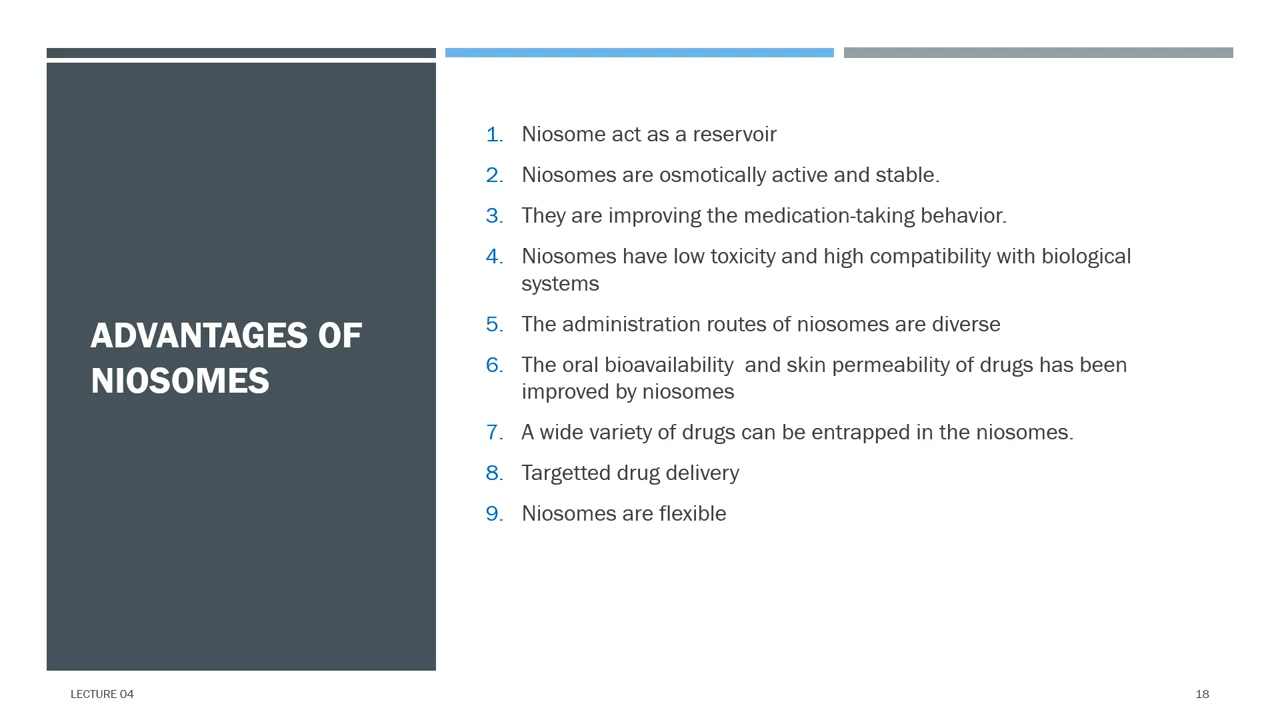 ADVANTAGES OF
NIOSOMES
1. Niosome act as a reservoir
2. Niosomes are osmotically active and stable.
3. They are improving the medication-taking behavior.
4. Niosomes have low toxicity and high compatibility with biological
systems
5. The administration routes of niosomes are diverse
6. The oral bioavailability  and skin permeability of drugs has been
improved by niosomes
7. A wide variety of drugs can be entrapped in the niosomes.
8. Targetted drug delivery
9. Niosomes are flexible
LECTURE 04
18